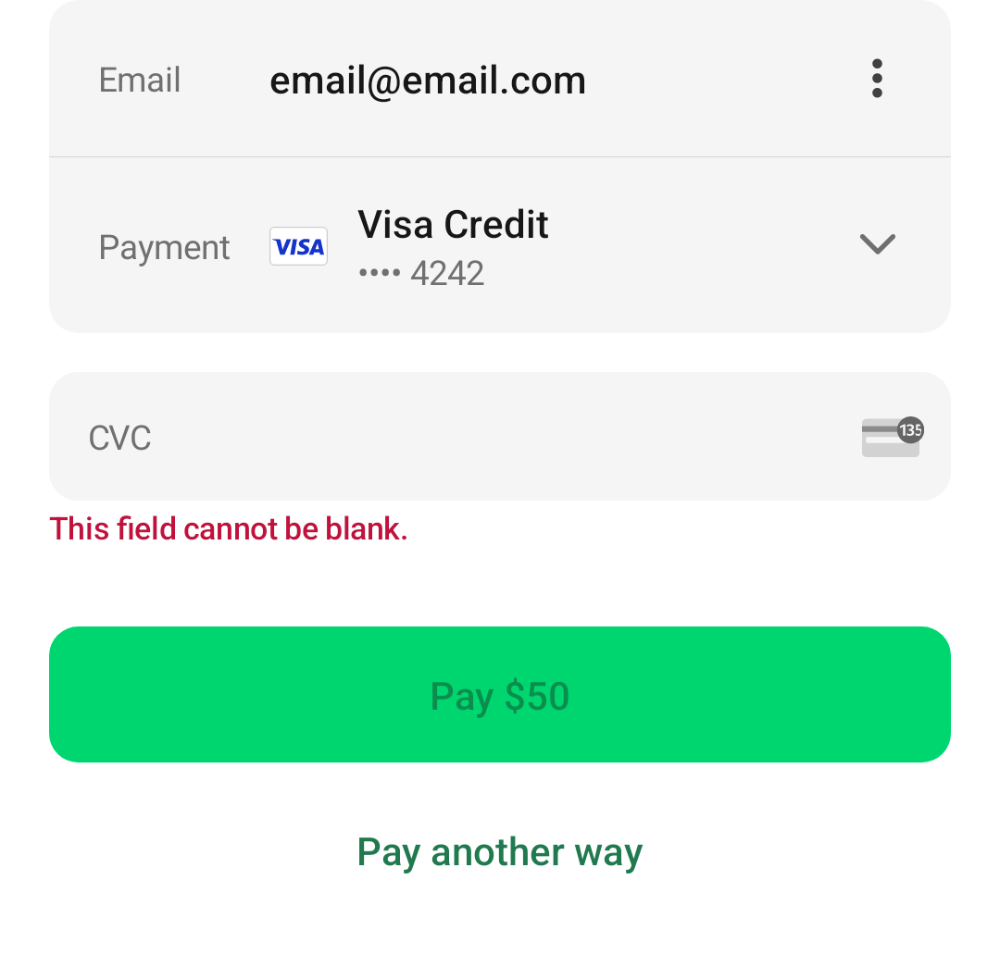 Email email@email.com
Payment VISA Visa Credit
•••• 4242
CVC 135
This field cannot be blank.
Pay $50
Pay another way